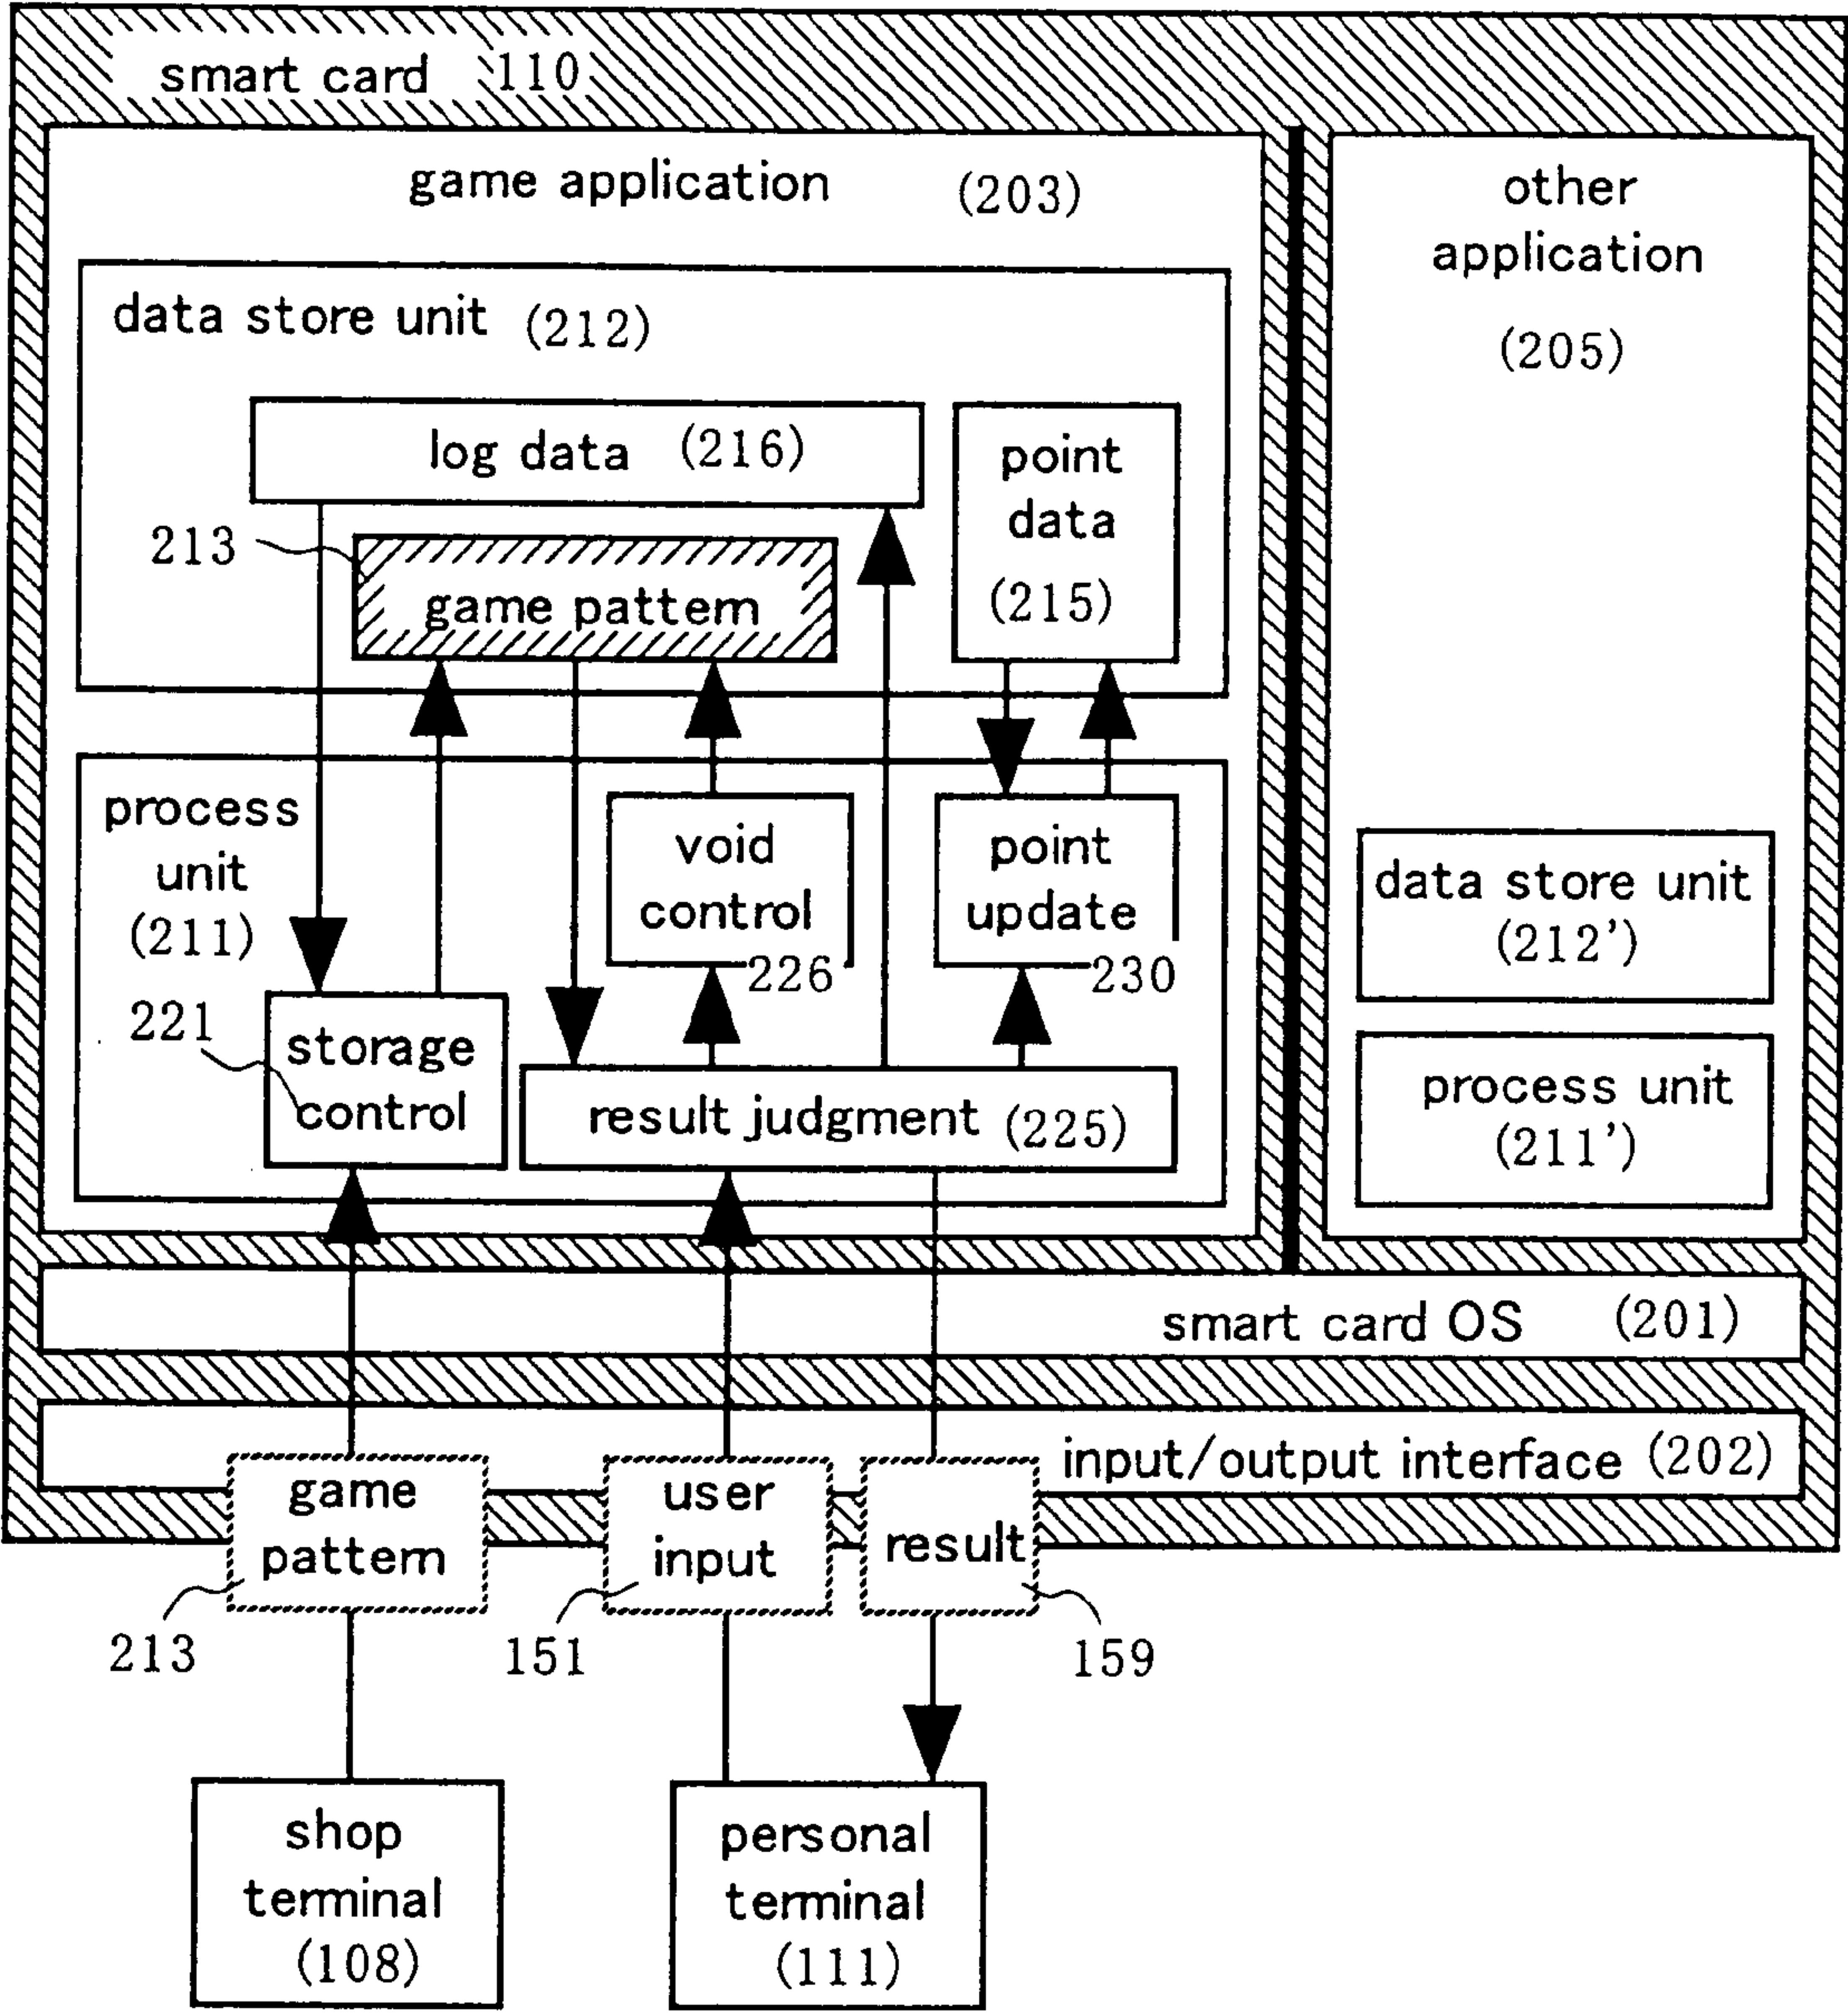 smart card 110
game application (203)
other
application
(205)
data store unit (212)
log data (216)
point
data
(215)
213
game pattern
process
unit
(211)
void
control
226
point
update
230
221
storage
control
result judgment (225)
data store unit
(212')
process unit
(211')
smart card OS (201)
input/output interface (202)
game
pattern
user
input
result
213
151
159
shop
terminal
(108)
personal
terminal
(111)